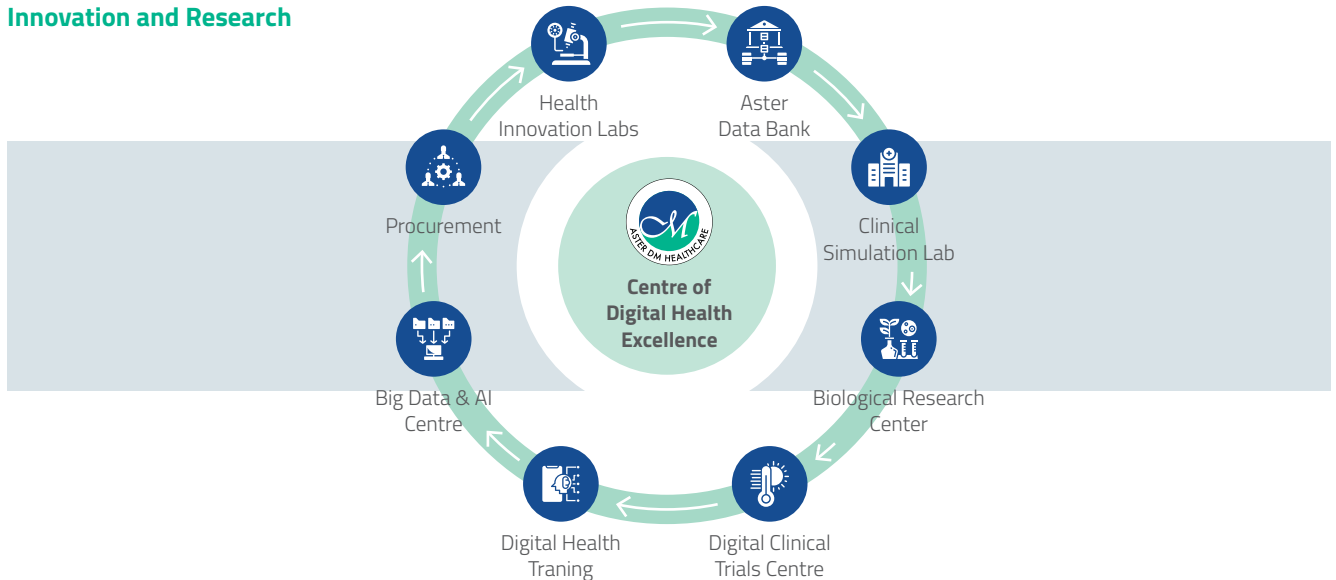 Innovation and Research
Health
Innovation Labs
Aster
Data Bank
Procurement
Clinical
Simulation Lab
M
ASTER DM HEALTHCARE
Centre of
Digital Health
Excellence
Big Data & AI
Centre
Biological Research
Center
Digital Health
Traning
Digital Clinical
Trials Centre